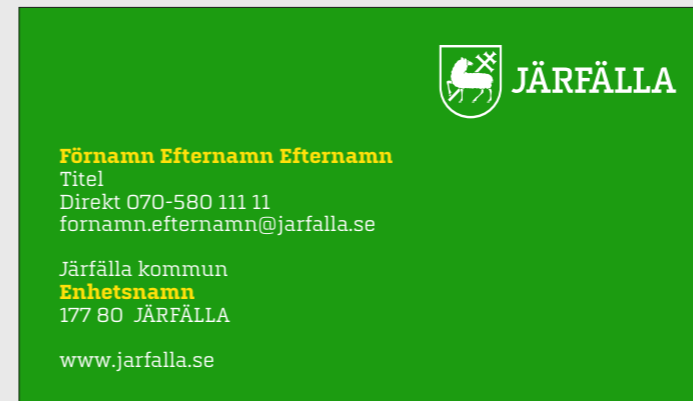 JÄRFÄLLA
Förnamn Efternamn Efternamn
Titel
Direkt 070-580 111 11
fornamn.efternamn@jarfalla.se
Järfälla kommun
Enhetsnamn
177 80 JÄRFÄLLA
www.jarfalla.se